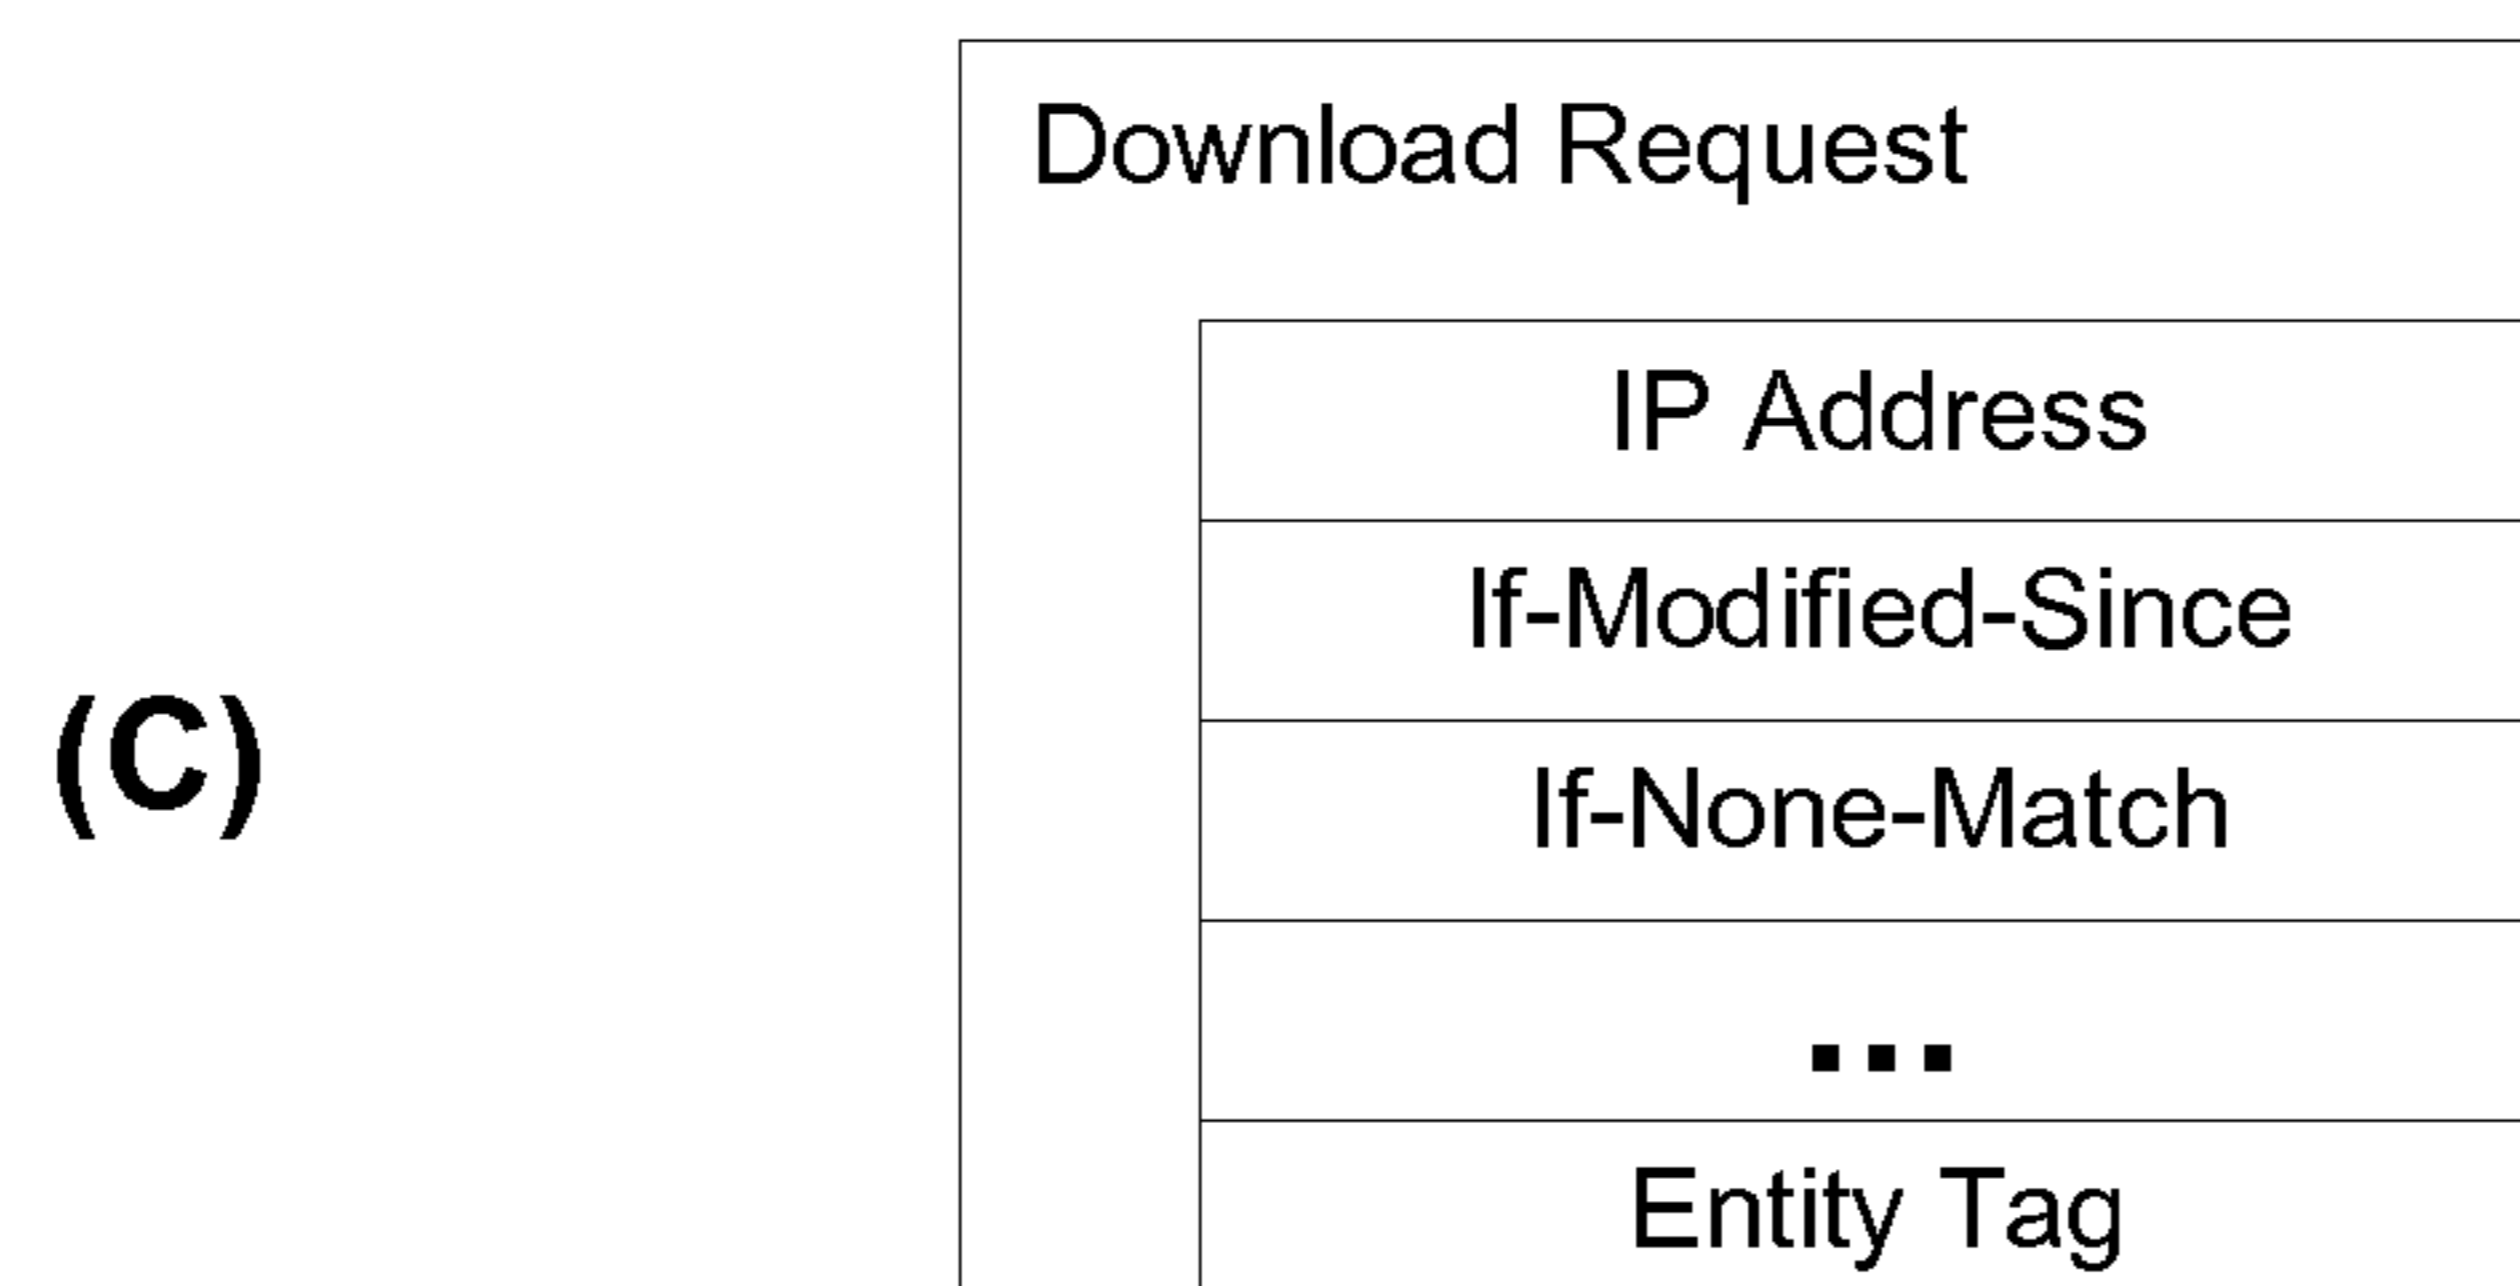 Download Request
IP Address
If-Modified-Since
(C)
If-None-Match
...
Entity Tag